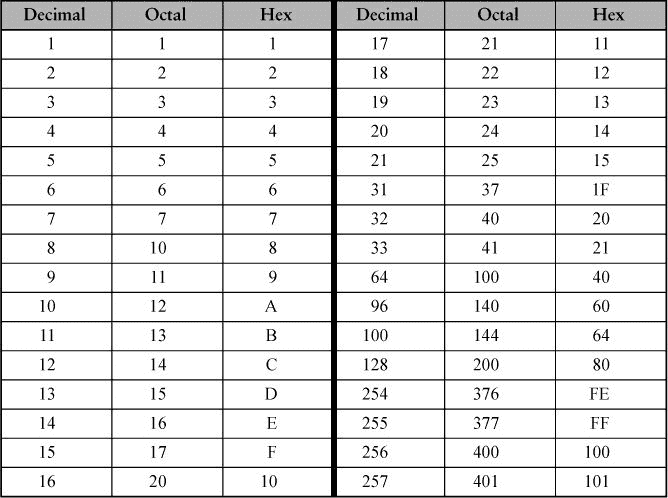 Decimal Octal Hex Decimal Octal Hex
1 1 1 17 21 11
2 2 2 18 22 12
3 3 3 19 23 13
4 4 4 20 24 14
5 5 5 21 25 15
6 6 6 31 37 1F
7 7 7 32 40 20
8 10 8 33 41 21
9 11 9 64 100 40
10 12 A 96 140 60
11 13 B 100 144 64
12 14 C 128 200 80
13 15 D 254 376 FE
14 16 E 255 377 FF
15 17 F 256 400 100
16 20 10 257 401 101